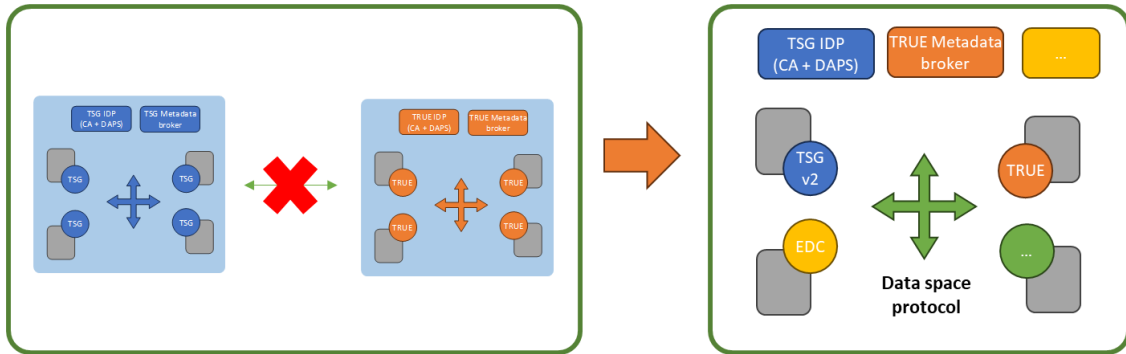 TSG IDP
(CA + DAPS)
TSG Metadata
broker
TSG
TSG
TSG
TSG
TRUE IDP
(CA + DAPS)
TRUE Metadata
broker
TRUE
TRUE
TRUE
TRUE
TSG IDP
(CA + DAPS)
TRUE Metadata
broker
...
TSG
v2
TRUE
EDC
...
Data space
protocol